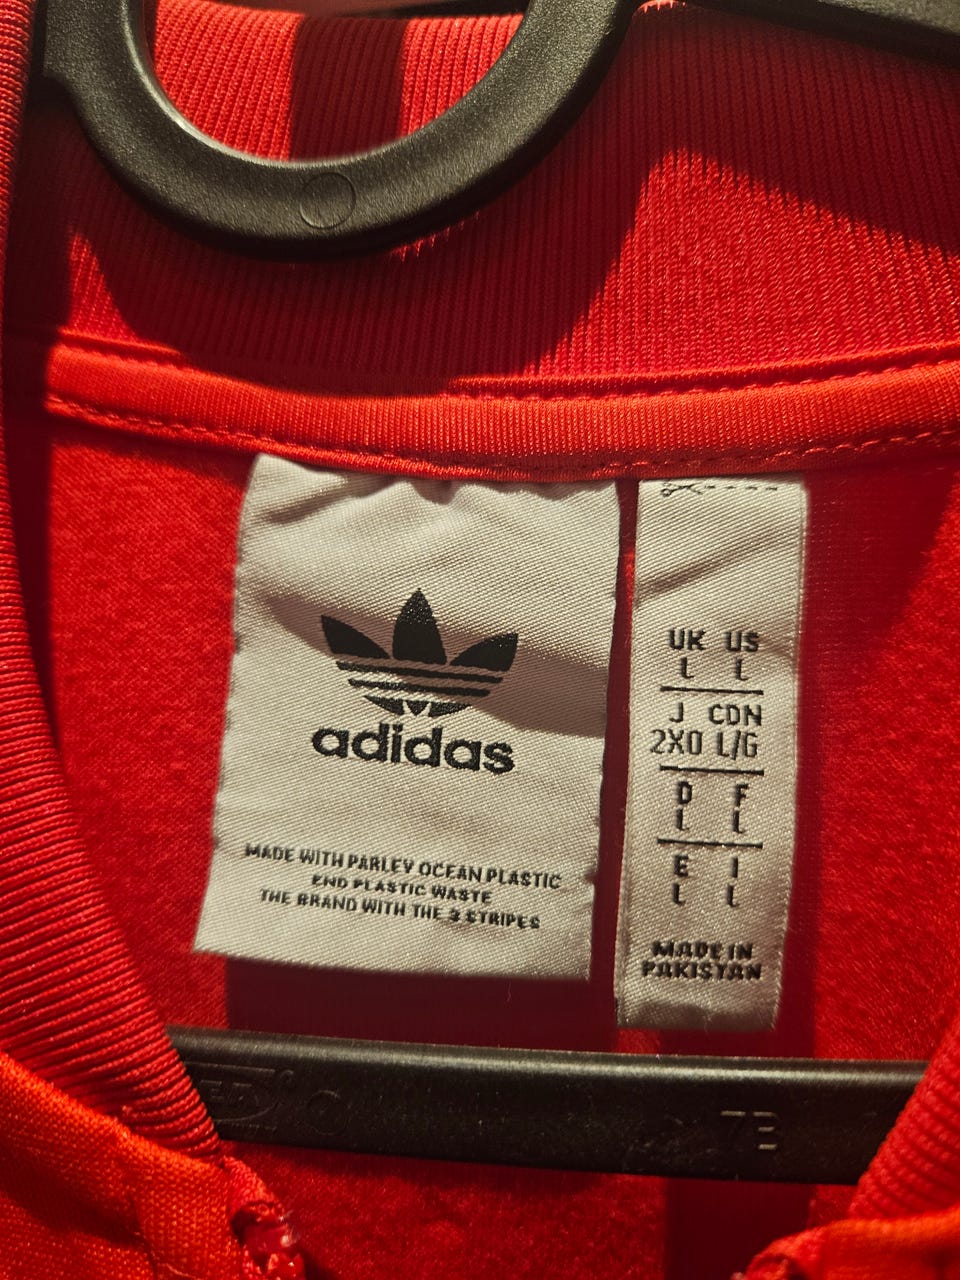 adidas
MADE WITH PARLEY OCEAN PLASTIC
END PLASTIC WASTE
THE BRAND WITH THE 3 STRIPES
UK US
L L
J CDN
2XO L/G
D F
L L
E I
L L
MADE IN
PAKISTAN